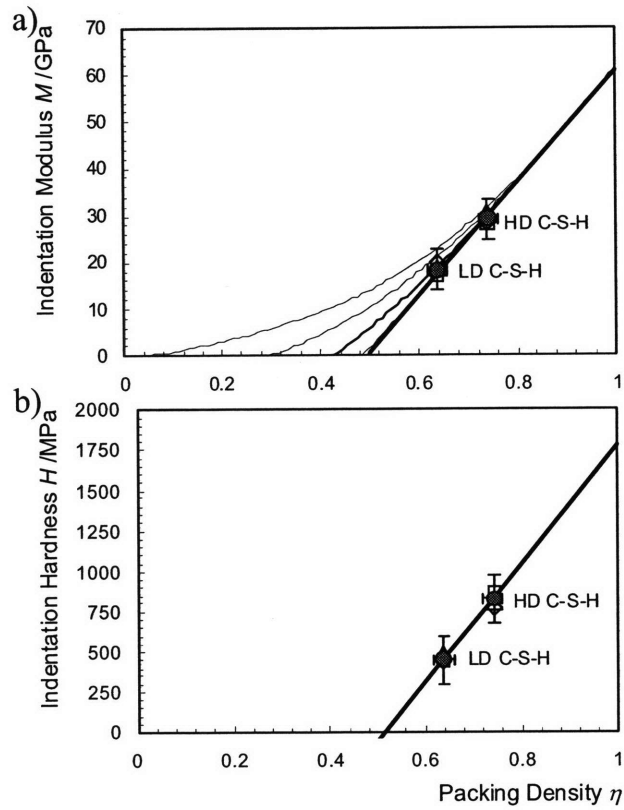 a)
Indentation Modulus M /GPa
70
60
50
40
30
20
10
0
HD C-S-H
LD C-S-H
0 0.2 0.4 0.6 0.8 1
b)
Indentation Hardness H /MPa
2000
1750
1500
1250
1000
750
500
250
0
HD C-S-H
LD C-S-H
0 0.2 0.4 0.6 0.8 1
Packing Density η